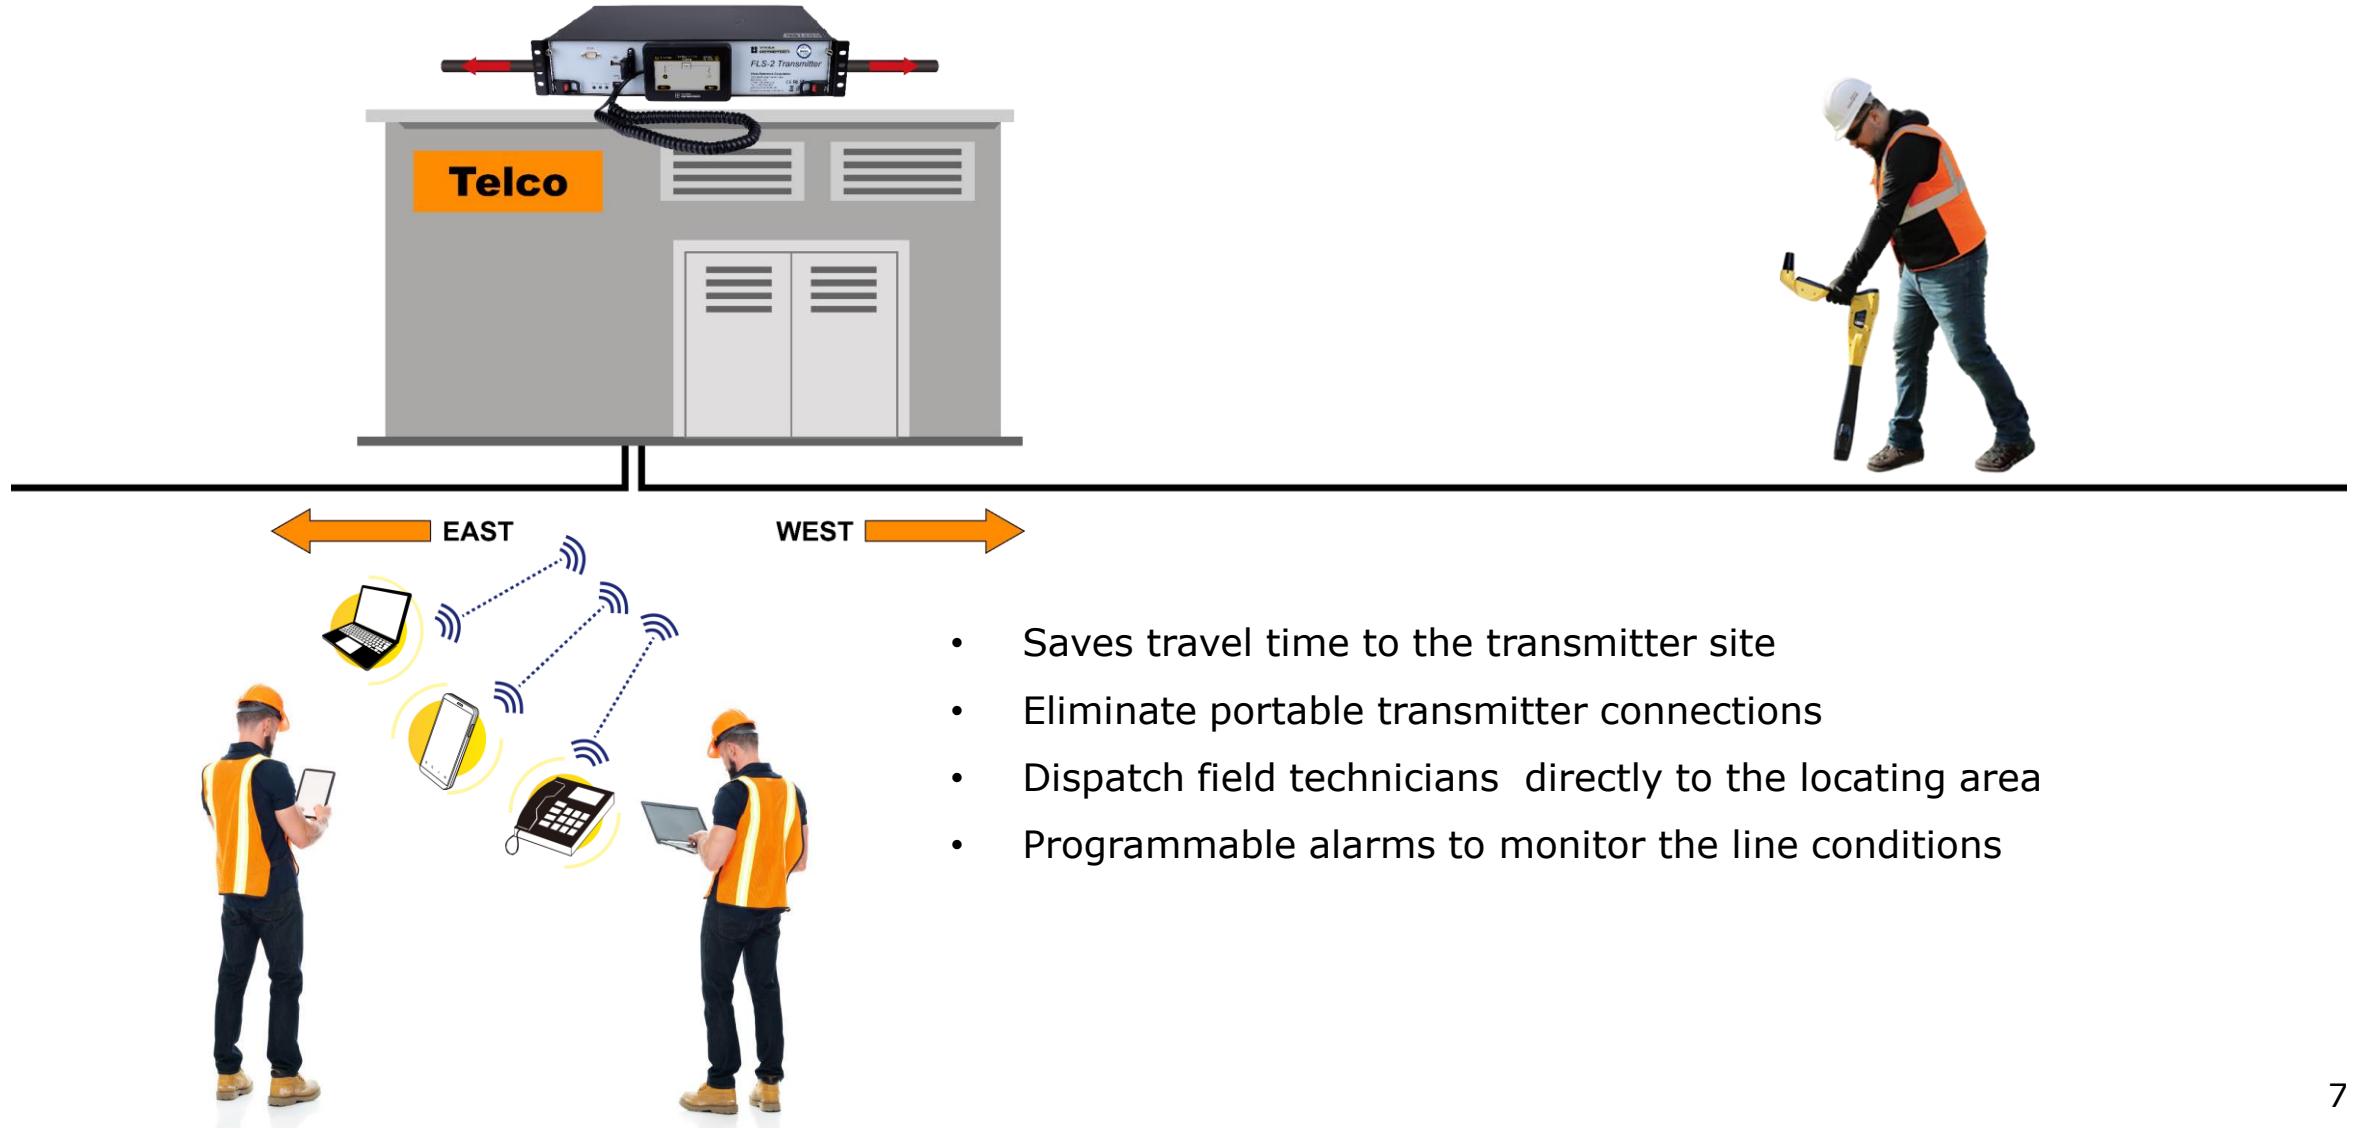 FLS-2 Transmitter
Telco
EAST
WEST
• Saves travel time to the transmitter site
• Eliminate portable transmitter connections
• Dispatch field technicians  directly to the locating area
• Programmable alarms to monitor the line conditions
7